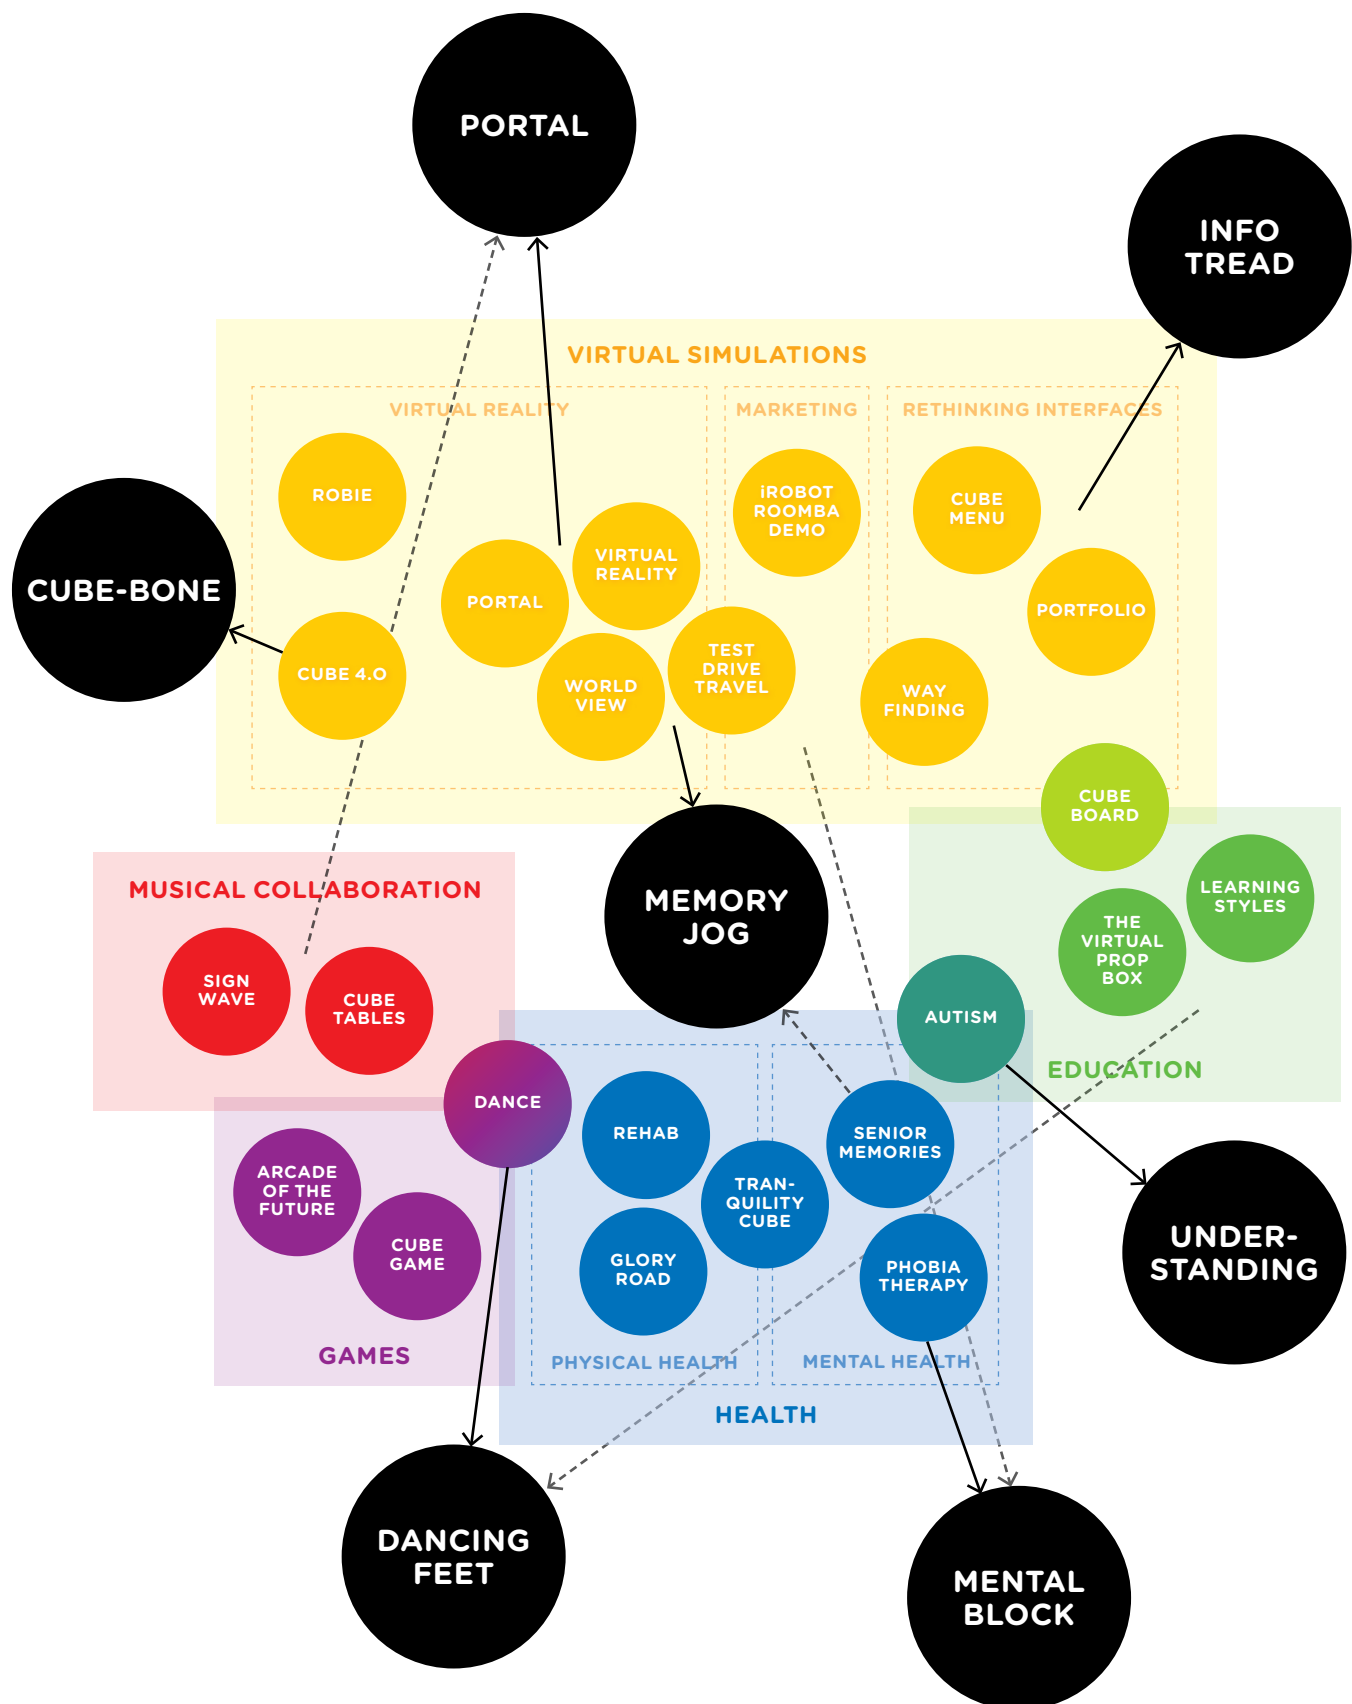 PORTAL
INFO
TREAD
VIRTUAL SIMULATIONS
VIRTUAL REALITY
MARKETING
RETHINKING INTERFACES
ROBIE
iROBOT
ROOMBA
DEMO
CUBE
MENU
CUBE-BONE
VIRTUAL
REALITY
PORTAL
PORTFOLIO
CUBE 4.0
WORLD
VIEW
TEST
DRIVE
TRAVEL
WAY
FINDING
CUBE
BOARD
MUSICAL COLLABORATION
MEMORY
JOG
LEARNING
STYLES
THE
VIRTUAL
PROP
BOX
SIGN
WAVE
CUBE
TABLES
AUTISM
EDUCATION
DANCE
REHAB
SENIOR
MEMORIES
ARCADE
OF THE
FUTURE
TRAN-
QUILITY
CUBE
CUBE
GAME
GLORY
ROAD
PHOBIA
THERAPY
UNDER-
STANDING
GAMES
PHYSICAL HEALTH
MENTAL HEALTH
HEALTH
DANCING
FEET
MENTAL
BLOCK